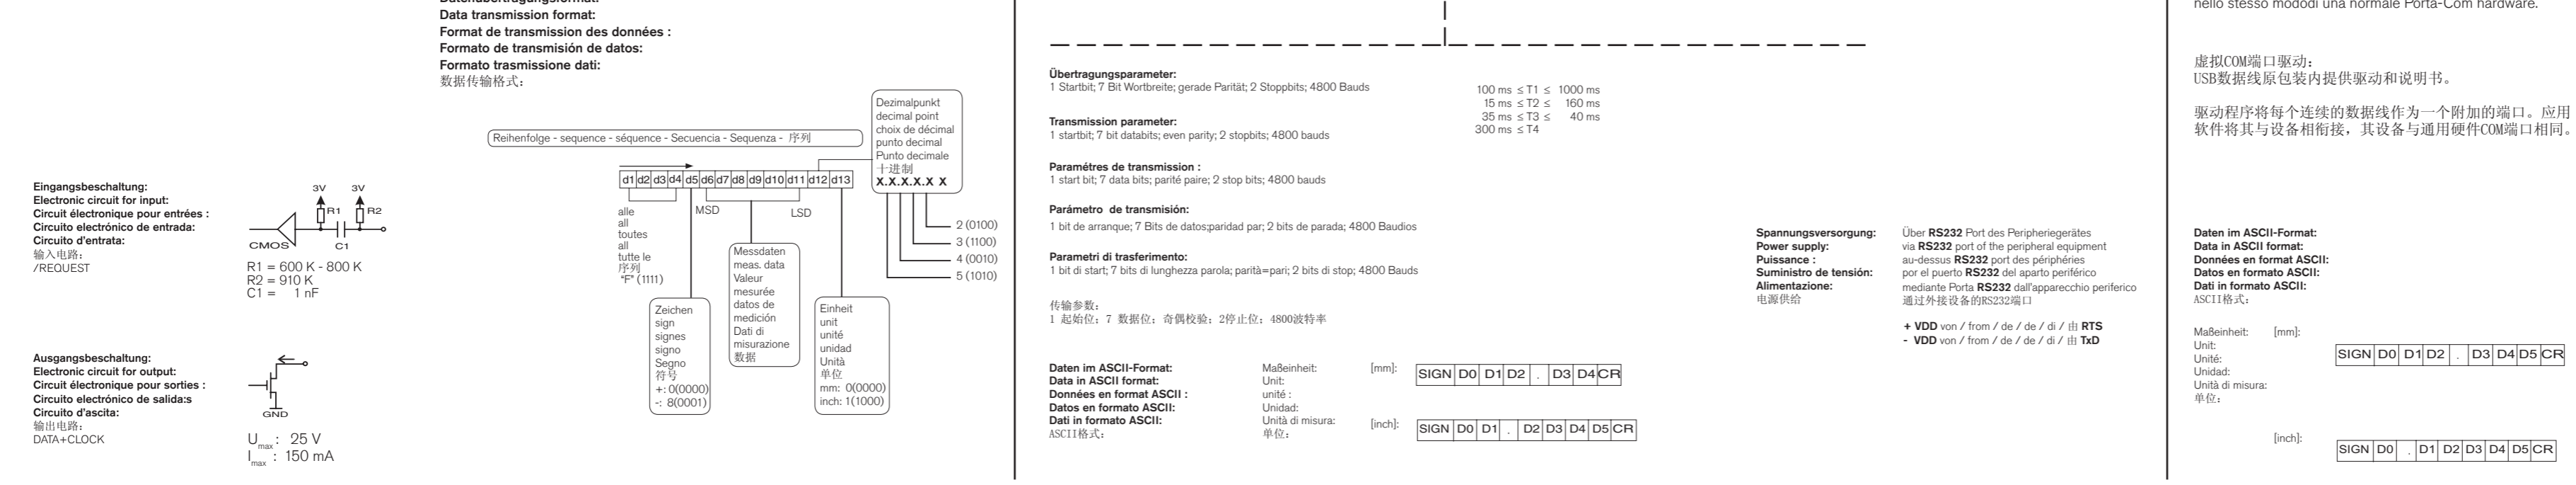 Datenübertragungsformat:
Data transmission format:
Format de transmission des données :
Formato de transmisión de datos:
Formato trasmissione dati:
数据传输格式:
Reihenfolge - sequence - séquence - Secuencia - Sequenza - 序列
Dezimalpunkt
decimal point
choix de décimal
punto decimal
Punto decimale
十进制
X.X.X.X.X X
d1 d2 d3 d4 d5 d6 d7 d8 d9 d10 d11 d12 d13
alle
all
toutes
all
tutte le
序列
"F" (1111)
MSD
LSD
2 (0100)
3 (1100)
4 (0010)
5 (1010)
Zeichen
sign
signes
signo
Segno
符号
+: 0(0000)
-: 8(0001)
Messdaten
meas. data
Valeur
mesurée
datos de
medición
Dati di
misurazione
数据
Einheit
unit
unité
unidad
Unità
单位
mm: 0(0000)
inch: 1(1000)
Eingangsbeschaltung:
Electronic circuit for input:
Circuit électronique pour entrées :
Circuito electrónico de entrada:
Circuito d'entrata:
输入电路:
/REQUEST
3V 3V
R1 R2
CMOS C1
R1 = 600 K - 800 K
R2 = 910 K
C1 = 1 nF
Ausgangsbeschaltung:
Electronic circuit for output:
Circuit électronique pour sorties :
Circuito electrónico de salida:s
Circuito d'ascita:
输出电路:
DATA+CLOCK
GND
Umax : 25 V
Imax : 150 mA
Übertragungsparameter:
1 Startbit; 7 Bit Wortbreite; gerade Parität; 2 Stoppbits; 4800 Bauds
Transmission parameter:
1 startbit; 7 bit databits; even parity; 2 stopbits; 4800 bauds
Paramétres de transmission :
1 start bit; 7 data bits; parité paire; 2 stop bits; 4800 bauds
Parámetro de transmisión:
1 bit de arranque; 7 Bits de datos;paridad par; 2 bits de parada; 4800 Baudios
Parametri di trasferimento:
1 bit di start; 7 bits di lunghezza parola; parità=pari; 2 bits di stop; 4800 Bauds
传输参数:
1 起始位; 7 数据位; 奇偶校验; 2停止位; 4800波特率
100 ms ≤ T1 ≤ 1000 ms
15 ms ≤ T2 ≤ 160 ms
35 ms ≤ T3 ≤ 40 ms
300 ms ≤ T4
Daten im ASCII-Format:
Data in ASCII format:
Données en format ASCII :
Datos en formato ASCII:
Dati in formato ASCII:
ASCII格式:
Maßeinheit:
Unit:
unité :
Unidad:
Unità di misura:
单位:
[mm]:
SIGN D0 D1 D2 . D3 D4 CR
[inch]:
SIGN D0 D1 . D2 D3 D4 D5 CR
Spannungsversorgung:
Power supply:
Puissance :
Suministro de tensión:
Alimentazione:
电源供给
Über RS232 Port des Peripheriegerätes
via RS232 port of the peripheral equipment
au-dessus RS232 port des périphéries
por el puerto RS232 del aparto periférico
mediante Porta RS232 dall'apparecchio periferico
通过外接设备的RS232端口
+ VDD von / from / de / de / di / 由 RTS
- VDD von / from / de / de / di / 由 TxD
nello stesso mododi una normale Porta-Com hardware.
虚拟COM端口驱动:
USB数据线原包装内提供驱动和说明书。
驱动程序将每个连续的数据线作为一个附加的端口。应用
软件将其与设备相衔接, 其设备与通用硬件COM端口相同。
Daten im ASCII-Format:
Data in ASCII format:
Données en format ASCII:
Datos en formato ASCII:
Dati in formato ASCII:
ASCII格式:
Maßeinheit: [mm]:
Unit:
Unité:
Unidad:
Unità di misura:
单位:
SIGN D0 D1 D2 . D3 D4 D5 CR
[inch]:
SIGN D0 . D1 D2 D3 D4 D5 CR